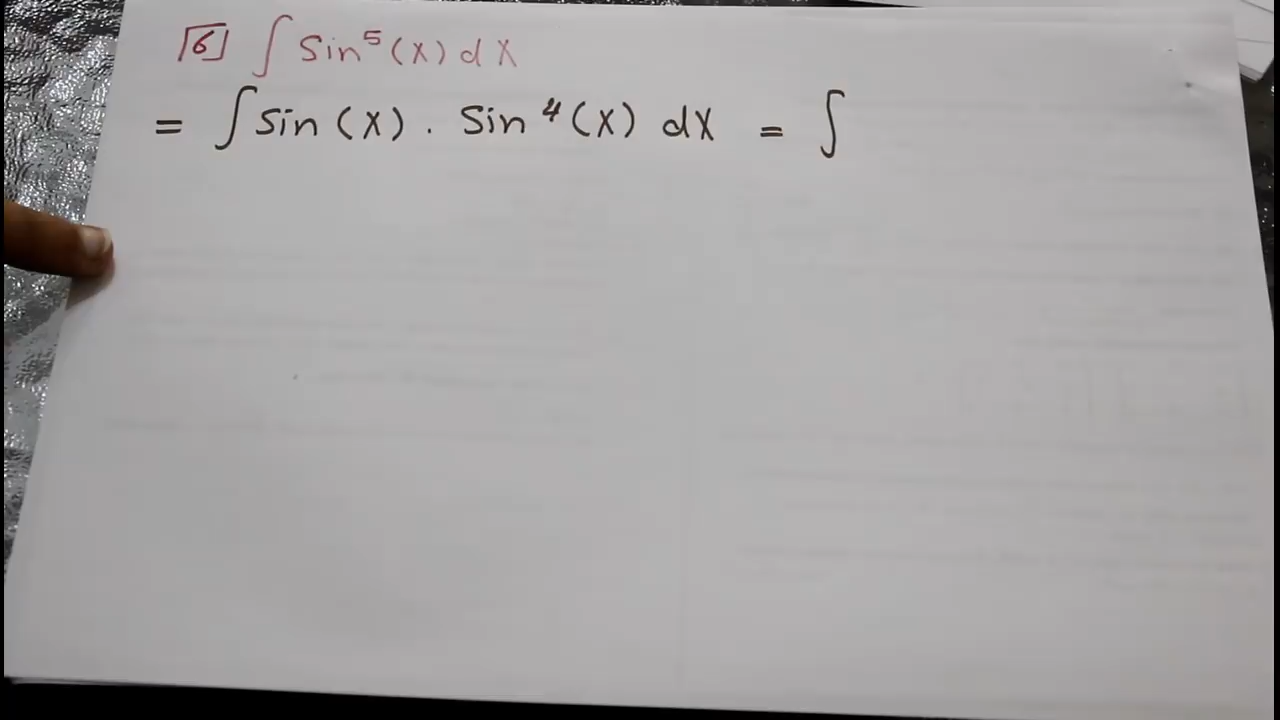 [6] ∫ Sin⁵(x) dx
= ∫ Sin(x) . Sin⁴(x) dx = ∫